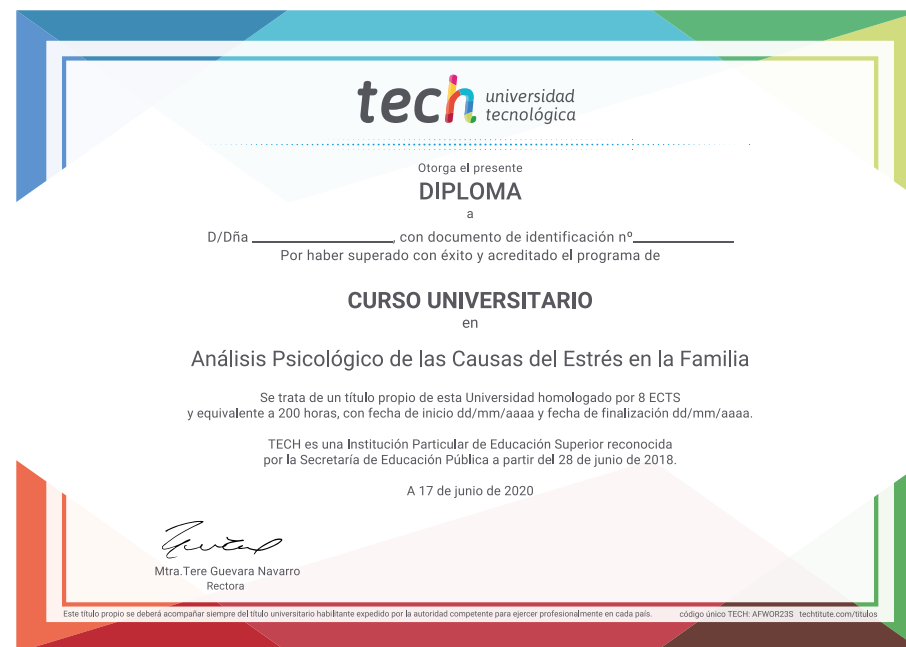 tech universidad
tecnológica
Otorga el presente
DIPLOMA
a
D/Dña ____________________, con documento de identificación nº______________
Por haber superado con éxito y acreditado el programa de
CURSO UNIVERSITARIO
en
Análisis Psicológico de las Causas del Estrés en la Familia
Se trata de un título propio de esta Universidad homologado por 8 ECTS
y equivalente a 200 horas, con fecha de inicio dd/mm/aaaa y fecha de finalización dd/mm/aaaa.
TECH es una Institución Particular de Educación Superior reconocida
por la Secretaría de Educación Pública a partir del 28 de junio de 2018.
A 17 de junio de 2020
Mtra.Tere Guevara Navarro
Rectora
Este título propio se deberá acompañar siempre del título universitario habilitante expedido por la autoridad competente para ejercer profesionalmente en cada país. código único TECH: AFWOR23S techtitute.com/titulos